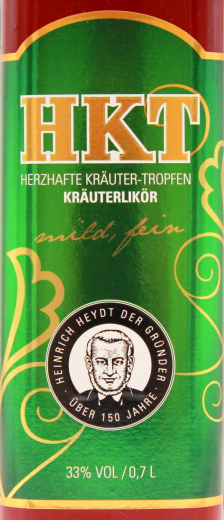 HKT
HERZHAFTE KRÄUTER-TROPFEN
KRÄUTERLIKÖR
mild, fein
· HEINRICH HEYDT DER GRÜNDER ·
ÜBER 150 JAHRE
33% VOL / 0,7 L